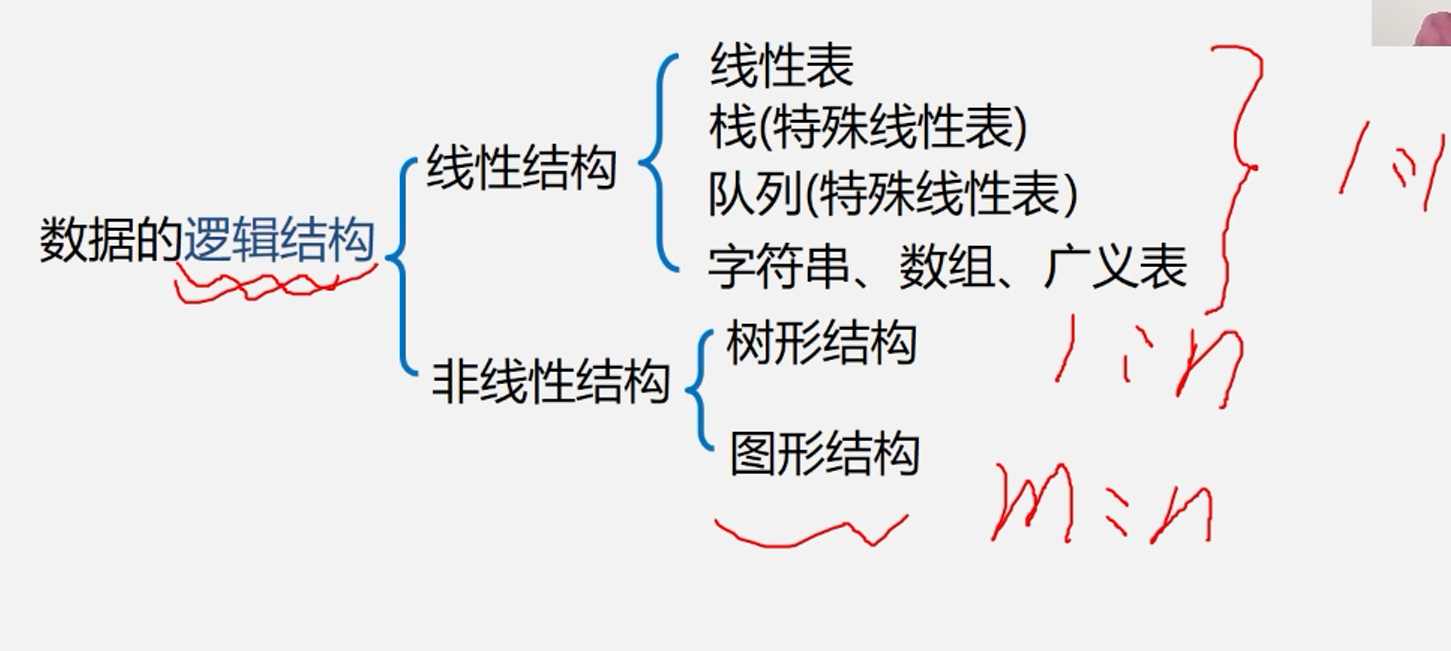 线性表
栈(特殊线性表)
1:1
线性结构
队列(特殊线性表)
数据的逻辑结构
字符串、数组、广义表
树形结构
1:n
非线性结构
图形结构
m:n